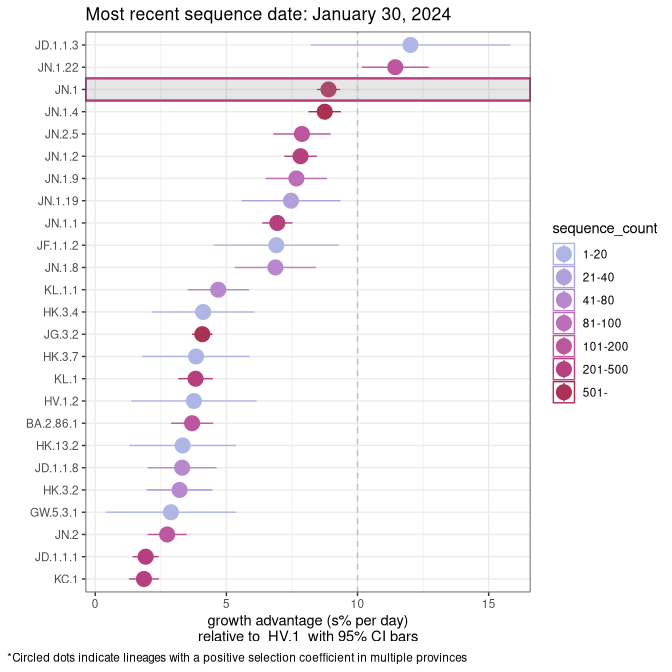 Most recent sequence date: January 30, 2024
JD.1.1.3
JN.1.22
JN.1
JN.1.4
JN.2.5
JN.1.2
JN.1.9
JN.1.19
JN.1.1
JF.1.1.2
JN.1.8
KL.1.1
HK.3.4
JG.3.2
HK.3.7
KL.1
HV.1.2
BA.2.86.1
HK.13.2
JD.1.1.8
HK.3.2
GW.5.3.1
JN.2
JD.1.1.1
KC.1
0 5 10 15
growth advantage (s% per day)
relative to HV.1 with 95% CI bars
sequence_count
1-20
21-40
41-80
81-100
101-200
201-500
501-
*Circled dots indicate lineages with a positive selection coefficient in multiple provinces